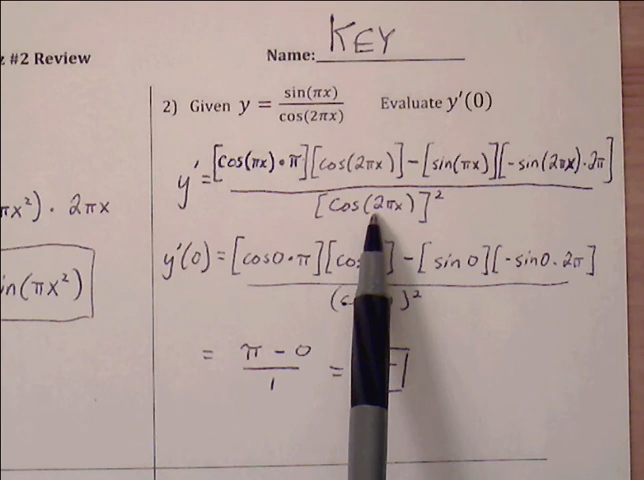 #2 Review
Name: KEY
2) Given y = sin(πx) / cos(2πx) Evaluate y′(0)
y' = [cos(πx)•π][cos(2πx)] − [sin(πx)][−sin(2πx)·2π] / [cos(2πx)]²
πx²) · 2πx
y'(0) = [cos0·π][cos ] − [sin 0][−sin0·2π] / ( )²
in(πx²)
= π − 0 / 1 =